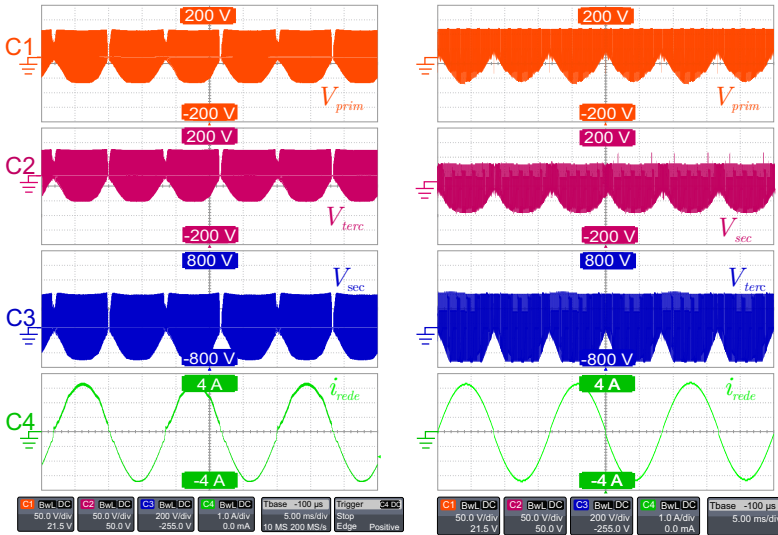 200 V
200 V
C1
V_prim
V_prim
-200 V
-200 V
200 V
200 V
C2
V_terc
V_sec
-200 V
-200 V
800 V
800 V
V_sec
V_terc
C3
-800 V
-800 V
4 A
4 A
i_rede
i_rede
C4
-4 A
-4 A
C1 BwL DC C2 BwL DC C3 BwL DC C4 BwL DC Tbase -100 µs Trigger C4 DC
50.0 V/div 50.0 V/div 200 V/div 1.0 A/div 5.00 ms/div Stop
21.5 V 50.0 V -255.0 V 0.0 mA 10 MS 200 MS/s Edge Positive
C1 BwL DC C2 BwL DC C3 BwL DC C4 BwL DC Tbase -100 µs
50.0 V/div 50.0 V/div 200 V/div 1.0 A/div 5.00 ms/div
21.5 V 50.0 V -255.0 V 0.0 mA